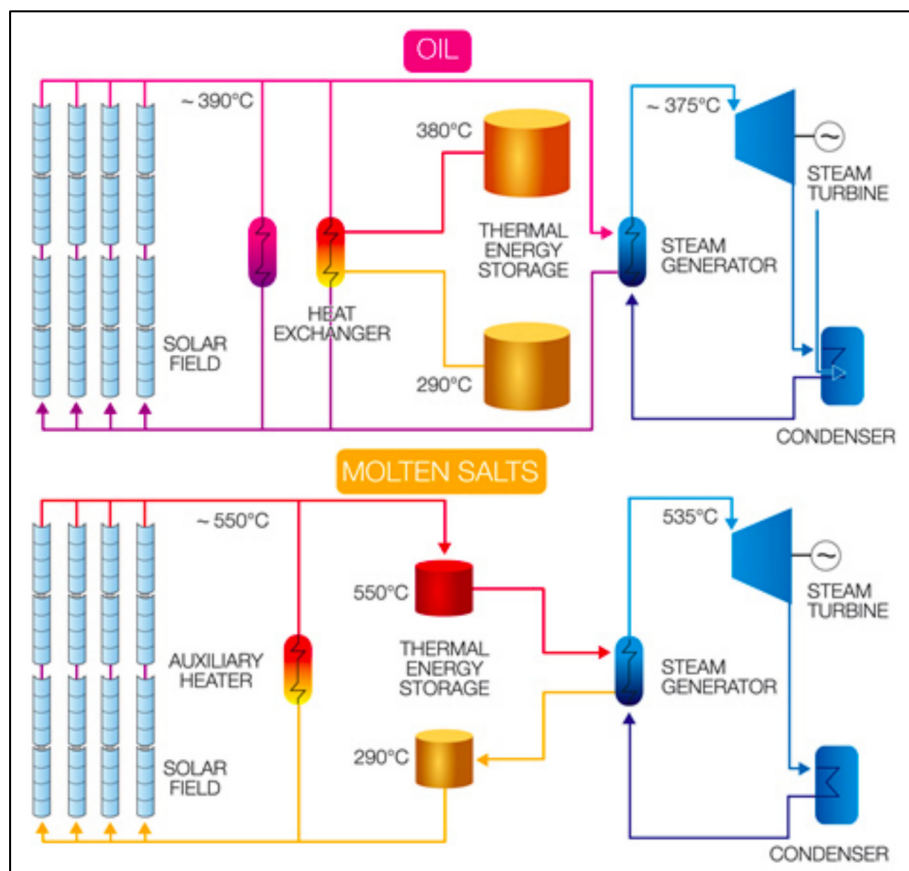 OIL
~ 390°C
380°C
~ 375°C
STEAM
TURBINE
THERMAL
ENERGY
STORAGE
STEAM
GENERATOR
HEAT
EXCHANGER
SOLAR
FIELD
290°C
CONDENSER
MOLTEN SALTS
~ 550°C
535°C
550°C
STEAM
TURBINE
AUXILIARY
HEATER
THERMAL
ENERGY
STORAGE
STEAM
GENERATOR
290°C
SOLAR
FIELD
CONDENSER